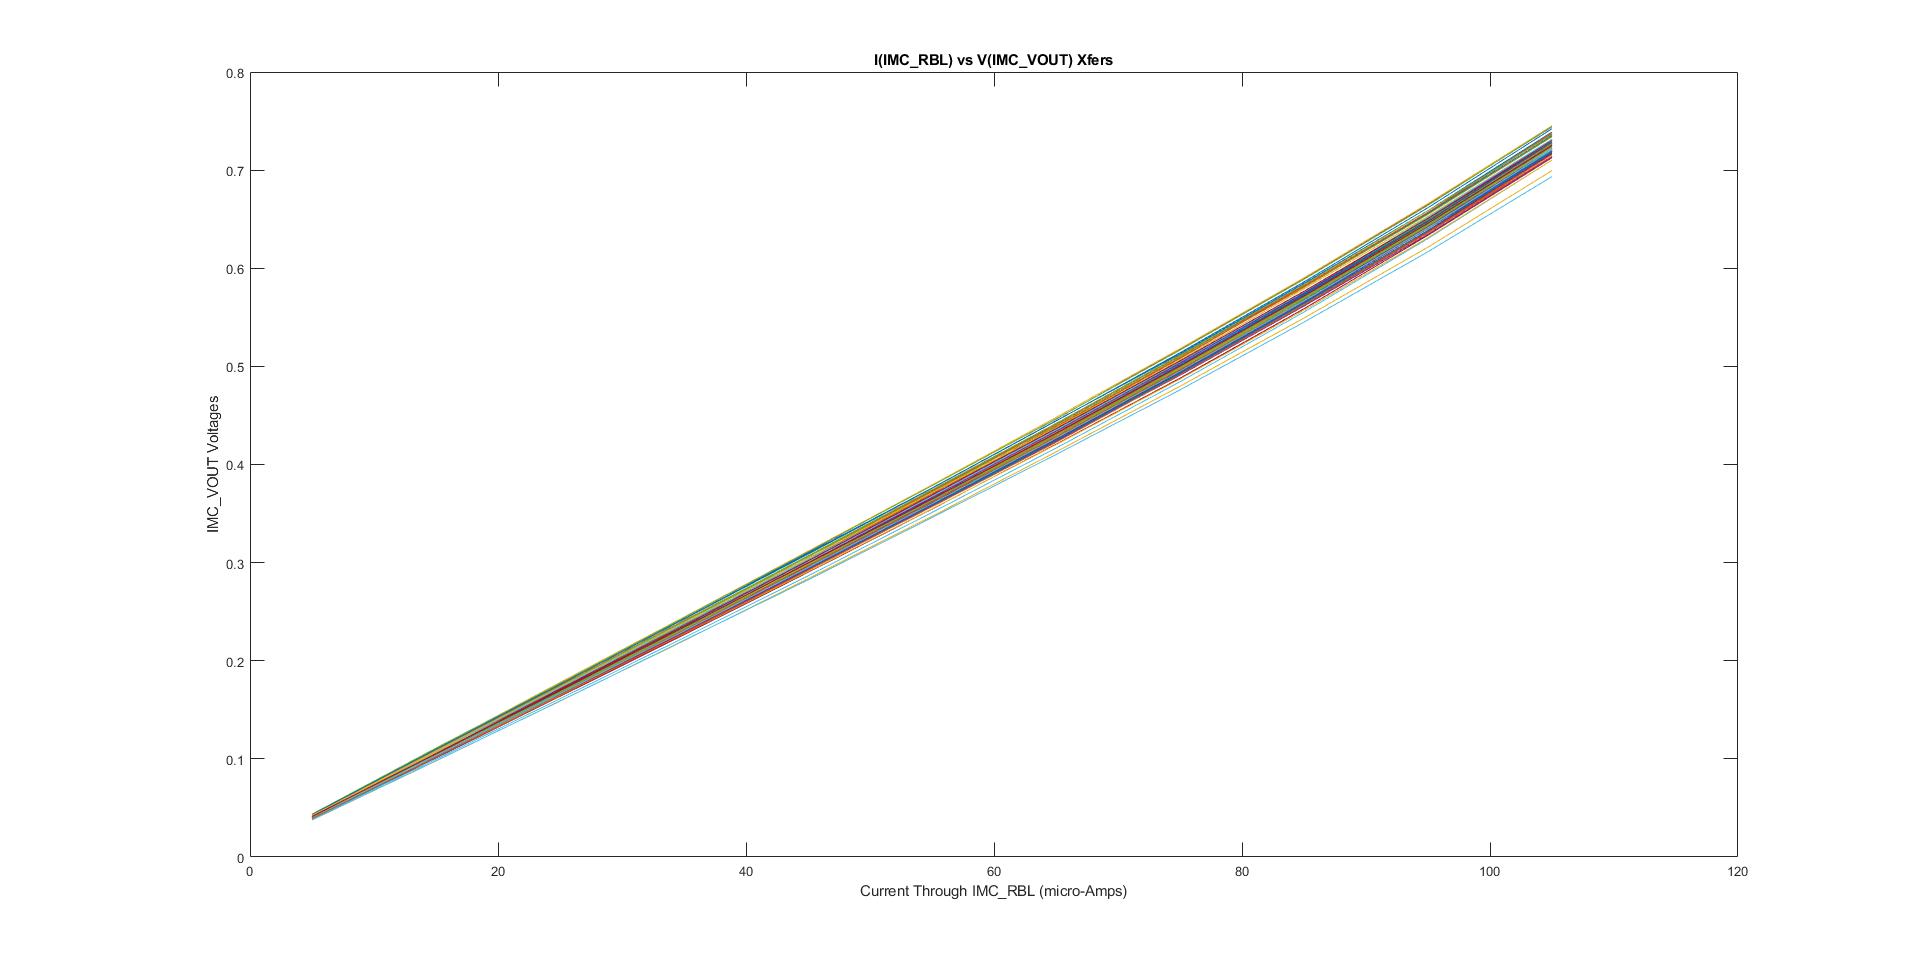 I(IMC_RBL) vs V(IMC_VOUT) Xfers
0.8
0.7
0.6
0.5
0.4
0.3
0.2
0.1
0
IMC_VOUT Voltages
0 20 40 60 80 100 120
Current Through IMC_RBL (micro-Amps)